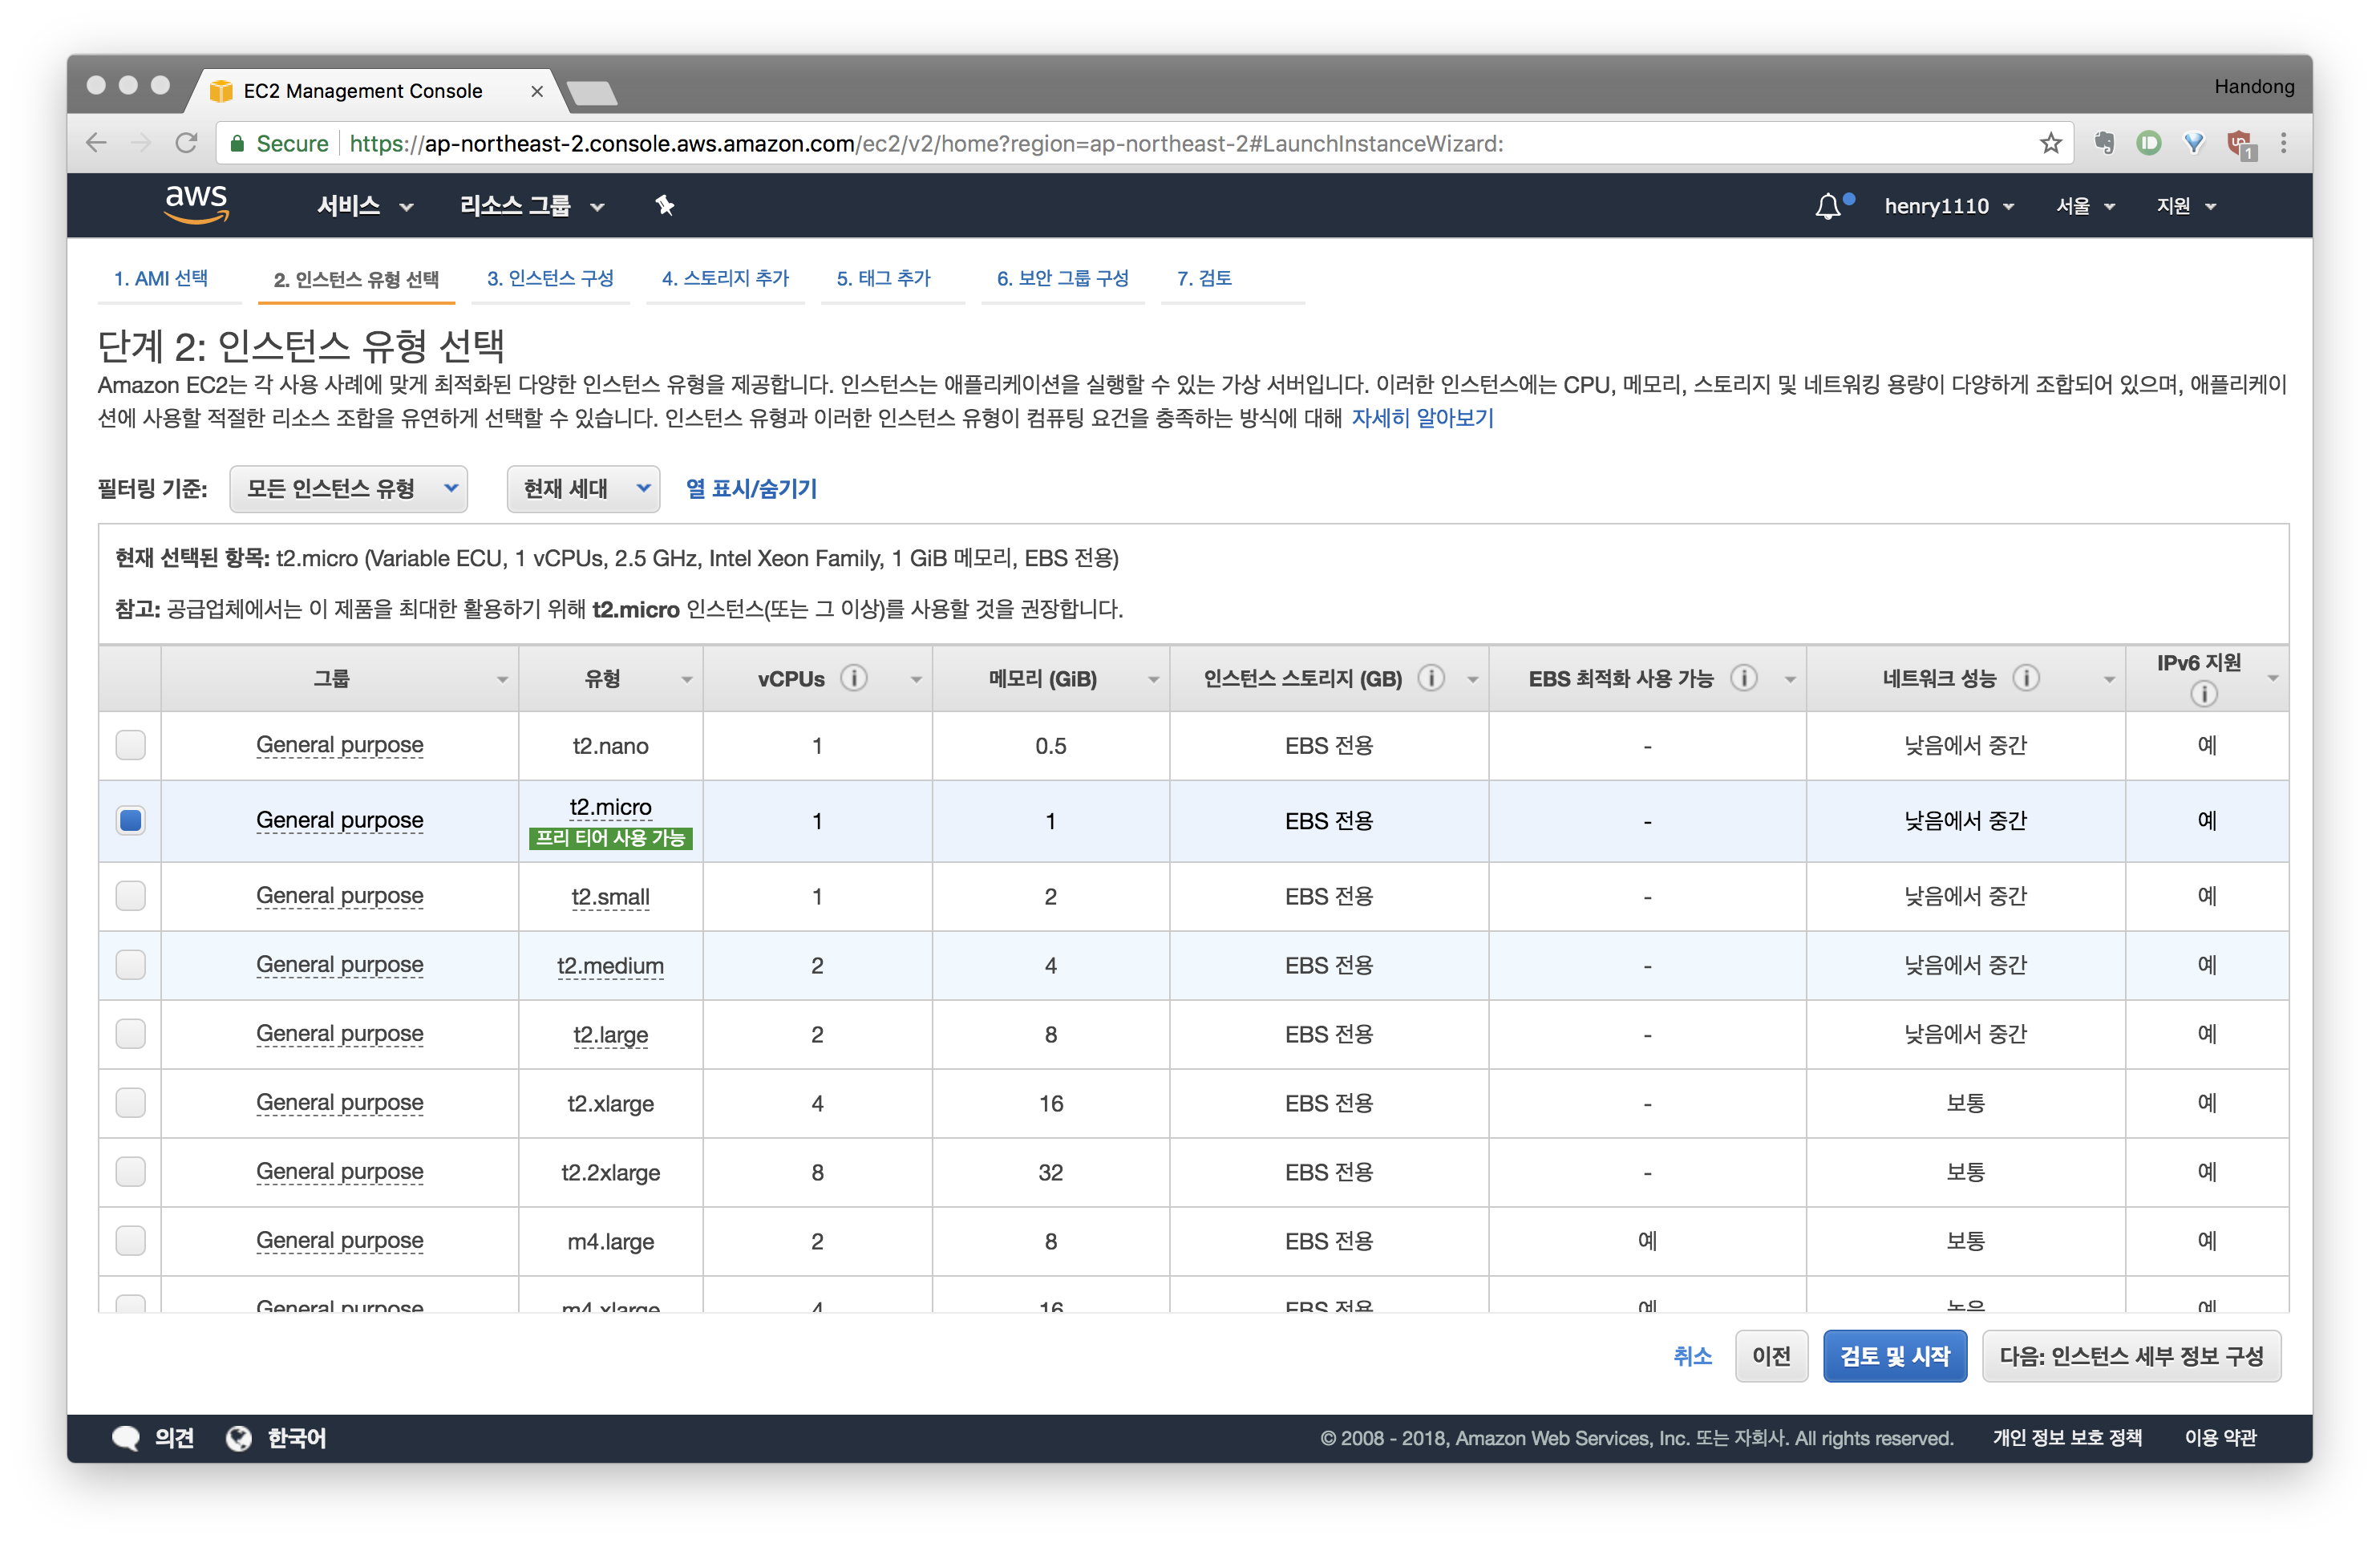 EC2 Management Console
Handong
Secure https://ap-northeast-2.console.aws.amazon.com/ec2/v2/home?region=ap-northeast-2#LaunchInstanceWizard:
1
aws 서비스 리소스 그룹 henry1110 서울 지원
1. AMI 선택 2. 인스턴스 유형 선택 3. 인스턴스 구성 4. 스토리지 추가 5. 태그 추가 6. 보안 그룹 구성 7. 검토
단계 2: 인스턴스 유형 선택
Amazon EC2는 각 사용 사례에 맞게 최적화된 다양한 인스턴스 유형을 제공합니다. 인스턴스는 애플리케이션을 실행할 수 있는 가상 서버입니다. 이러한 인스턴스에는 CPU, 메모리, 스토리지 및 네트워킹 용량이 다양하게 조합되어 있으며, 애플리케이
션에 사용할 적절한 리소스 조합을 유연하게 선택할 수 있습니다. 인스턴스 유형과 이러한 인스턴스 유형이 컴퓨팅 요건을 충족하는 방식에 대해 자세히 알아보기
필터링 기준: 모든 인스턴스 유형 현재 세대 열 표시/숨기기
현재 선택된 항목: t2.micro (Variable ECU, 1 vCPUs, 2.5 GHz, Intel Xeon Family, 1 GiB 메모리, EBS 전용)
참고: 공급업체에서는 이 제품을 최대한 활용하기 위해 t2.micro 인스턴스(또는 그 이상)를 사용할 것을 권장합니다.
그룹 유형 vCPUs 메모리 (GiB) 인스턴스 스토리지 (GB) EBS 최적화 사용 가능 네트워크 성능 IPv6 지원
General purpose t2.nano 1 0.5 EBS 전용 - 낮음에서 중간 예
General purpose t2.micro 1 1 EBS 전용 - 낮음에서 중간 예
프리 티어 사용 가능
General purpose t2.small 1 2 EBS 전용 - 낮음에서 중간 예
General purpose t2.medium 2 4 EBS 전용 - 낮음에서 중간 예
General purpose t2.large 2 8 EBS 전용 - 낮음에서 중간 예
General purpose t2.xlarge 4 16 EBS 전용 - 보통 예
General purpose t2.2xlarge 8 32 EBS 전용 - 보통 예
General purpose m4.large 2 8 EBS 전용 예 보통 예
General purpose m4.xlarge 4 16 EBS 전용 예 높음 예
취소 이전 검토 및 시작 다음: 인스턴스 세부 정보 구성
의견 한국어 © 2008 - 2018, Amazon Web Services, Inc. 또는 자회사. All rights reserved. 개인 정보 보호 정책 이용 약관